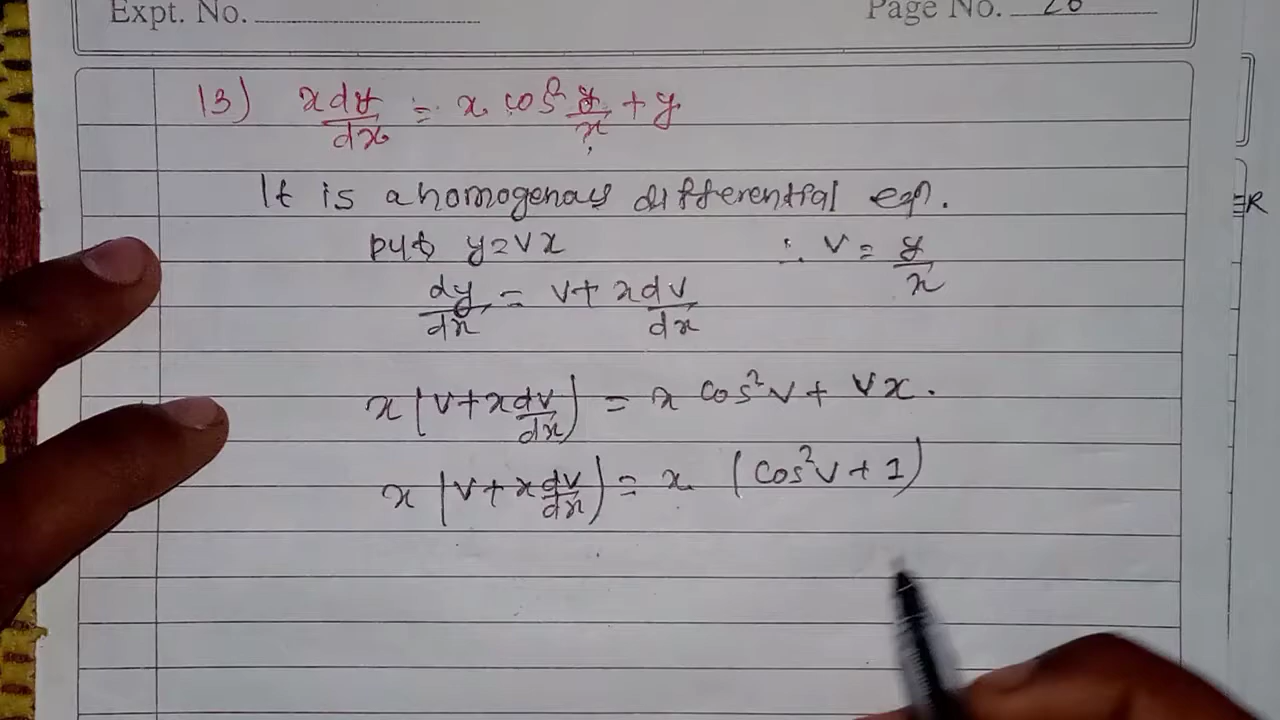 Expt. No.
Page No. 26
13) x dy/dx = x cos² y/x + y
It is a homogenous differential eqn.
put y=vx ∴ v = y/x
dy/dx = v + x dv/dx
x(v+x dv/dx) = x cos²v + vx.
x(v+x dv/dx) = x (cos²v+1)